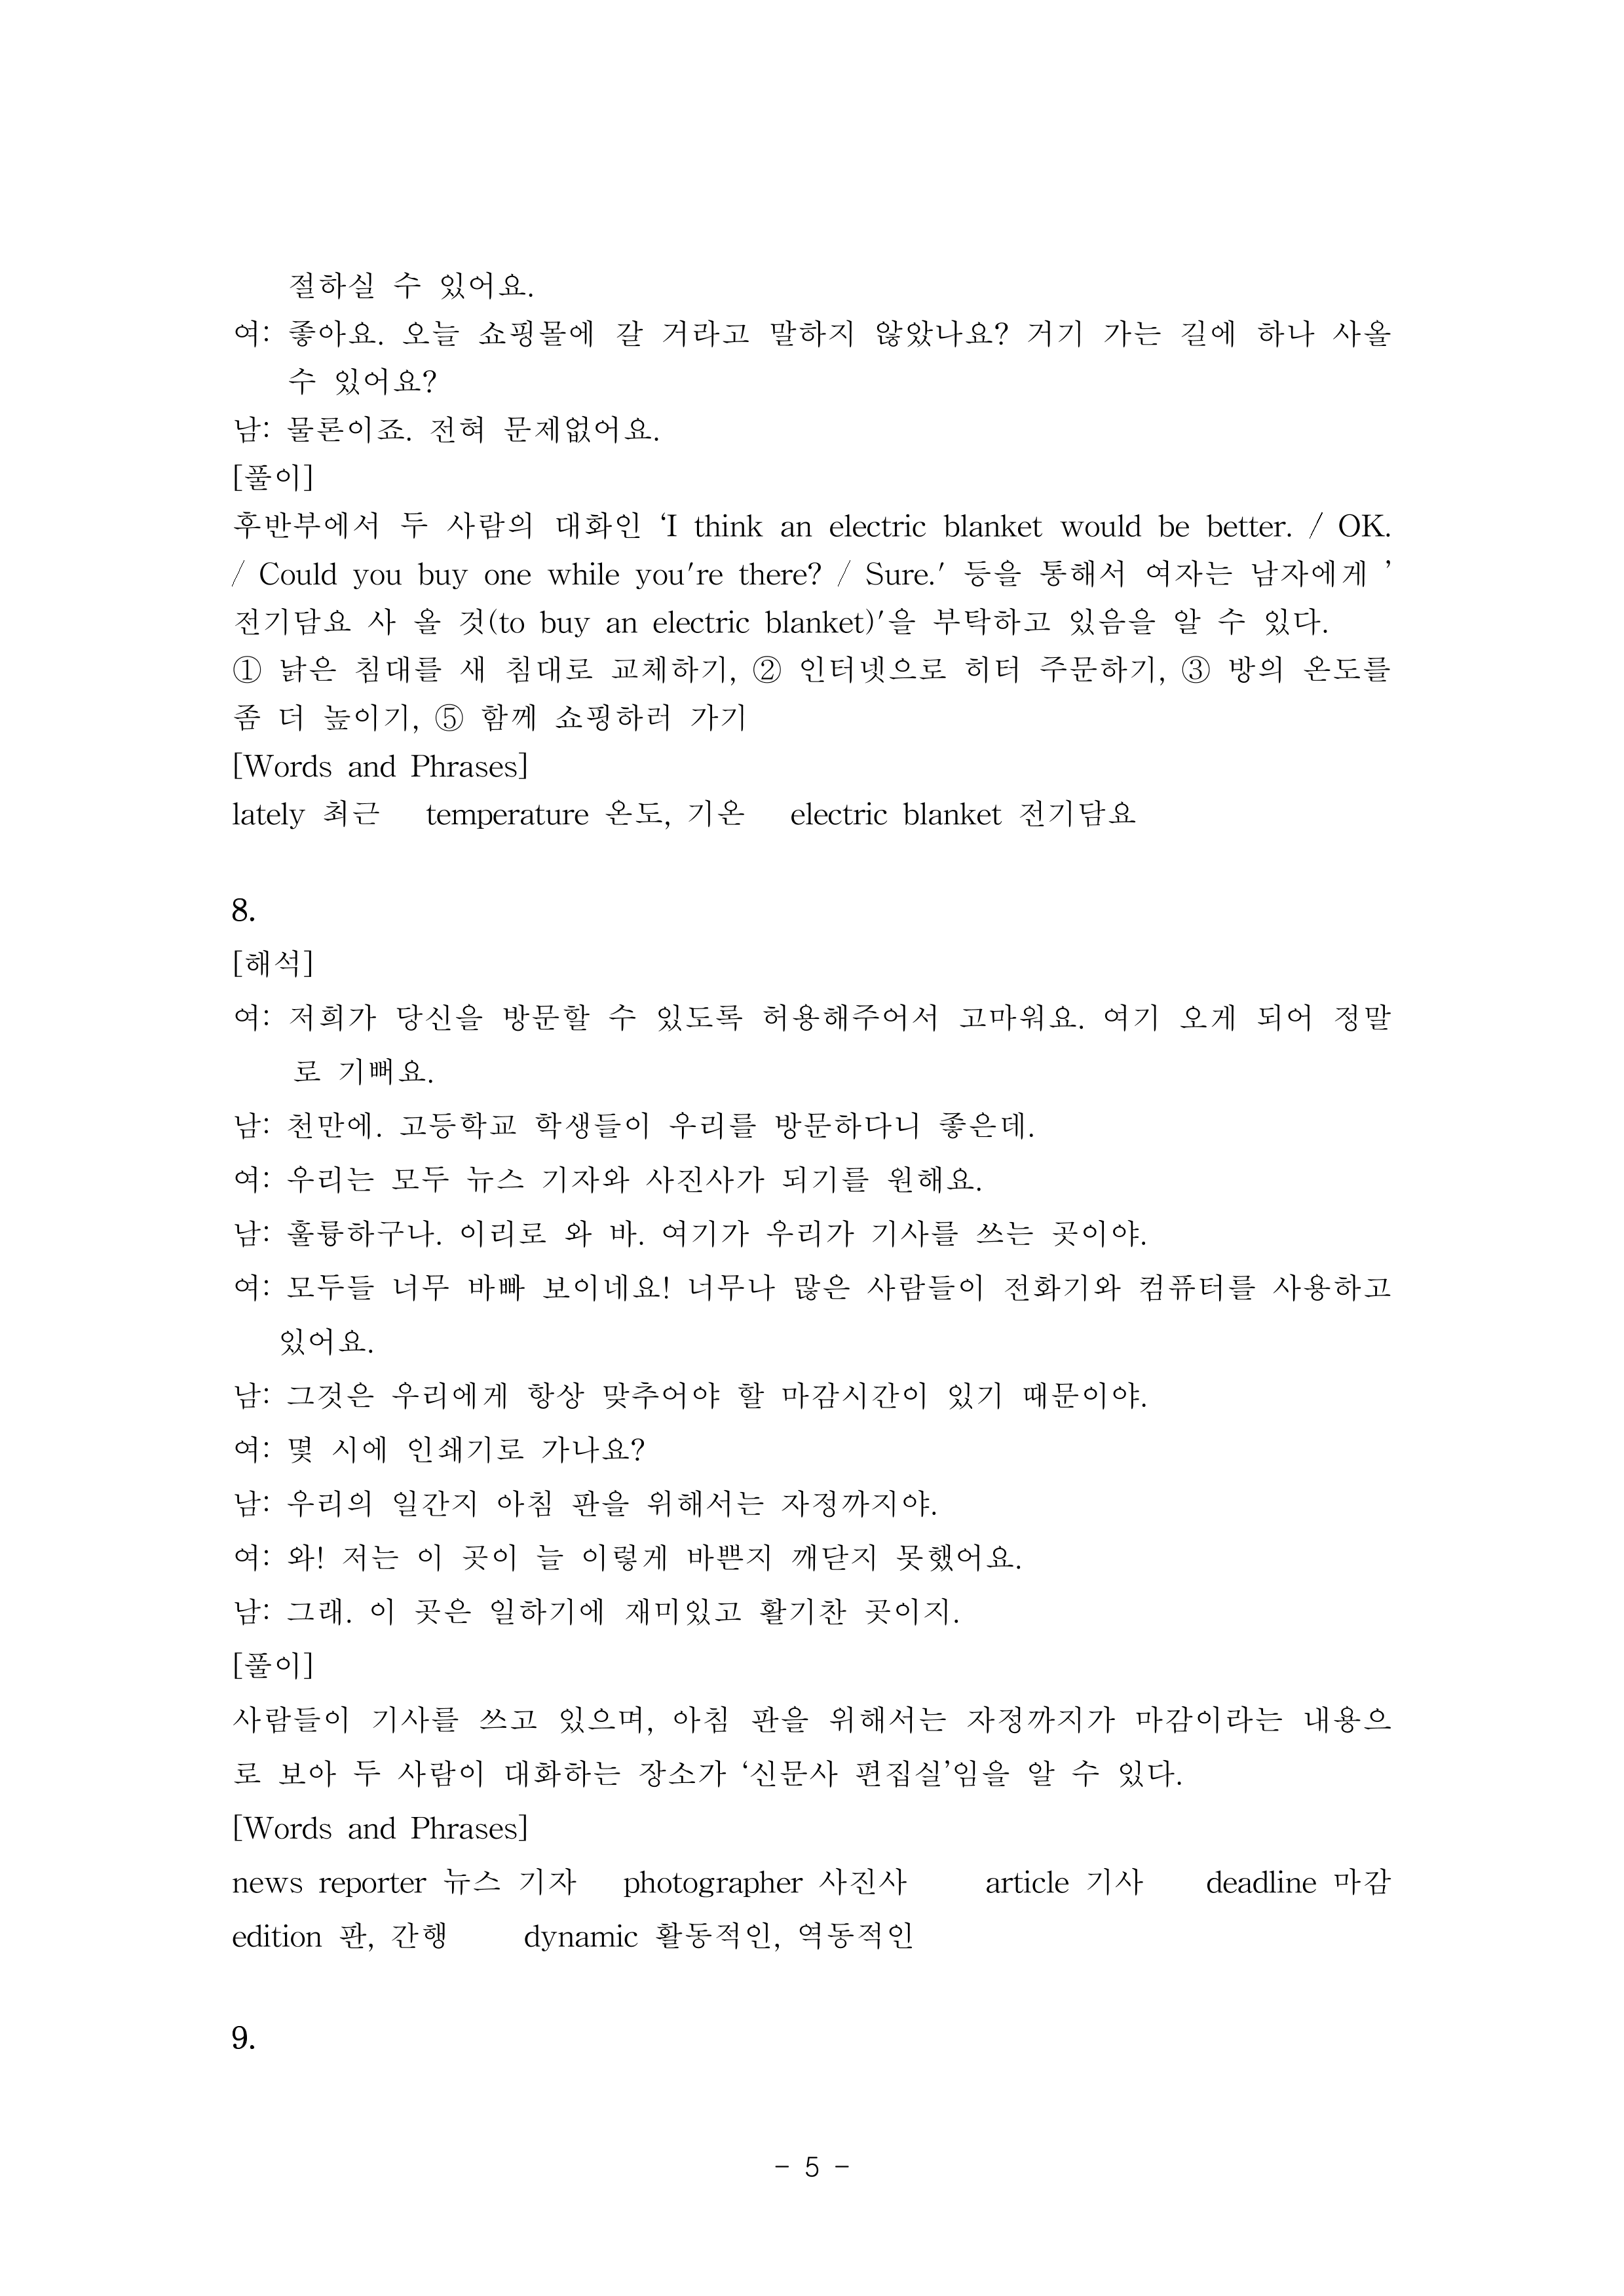 절하실 수 있어요.
여: 좋아요. 오늘 쇼핑몰에 갈 거라고 말하지 않았나요? 거기 가는 길에 하나 사올
수 있어요?
남: 물론이죠. 전혀 문제없어요.
[풀이]
후반부에서 두 사람의 대화인 ‘I think an electric blanket would be better. / OK.
/ Could you buy one while you're there? / Sure.' 등을 통해서 여자는 남자에게 ’
전기담요 사 올 것(to buy an electric blanket)'을 부탁하고 있음을 알 수 있다.
① 낡은 침대를 새 침대로 교체하기, ② 인터넷으로 히터 주문하기, ③ 방의 온도를
좀 더 높이기, ⑤ 함께 쇼핑하러 가기
[Words and Phrases]
lately 최근 temperature 온도, 기온 electric blanket 전기담요
8.
[해석]
여: 저희가 당신을 방문할 수 있도록 허용해주어서 고마워요. 여기 오게 되어 정말
로 기뻐요.
남: 천만에. 고등학교 학생들이 우리를 방문하다니 좋은데.
여: 우리는 모두 뉴스 기자와 사진사가 되기를 원해요.
남: 훌륭하구나. 이리로 와 바. 여기가 우리가 기사를 쓰는 곳이야.
여: 모두들 너무 바빠 보이네요! 너무나 많은 사람들이 전화기와 컴퓨터를 사용하고
있어요.
남: 그것은 우리에게 항상 맞추어야 할 마감시간이 있기 때문이야.
여: 몇 시에 인쇄기로 가나요?
남: 우리의 일간지 아침 판을 위해서는 자정까지야.
여: 와! 저는 이 곳이 늘 이렇게 바쁜지 깨닫지 못했어요.
남: 그래. 이 곳은 일하기에 재미있고 활기찬 곳이지.
[풀이]
사람들이 기사를 쓰고 있으며, 아침 판을 위해서는 자정까지가 마감이라는 내용으
로 보아 두 사람이 대화하는 장소가 ‘신문사 편집실’임을 알 수 있다.
[Words and Phrases]
news reporter 뉴스 기자 photographer 사진사 article 기사 deadline 마감
edition 판, 간행 dynamic 활동적인, 역동적인
9.
- 5 -